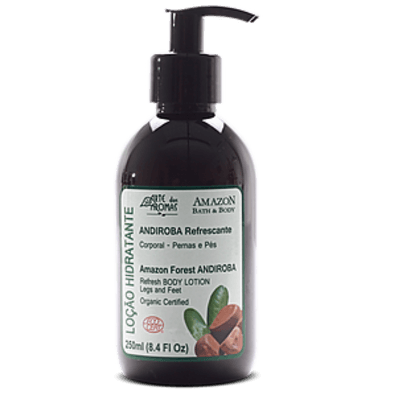 LOÇÃO HIDRATANTE
Arte dos Aromas
AMAZON
BATH & BODY
ANDIROBA Refrescante
Corporal - Pernas e Pés
Amazon Forest ANDIROBA
Refresh BODY LOTION
Legs and Feet
Organic Certified
250ml (8.4 Fl Oz)